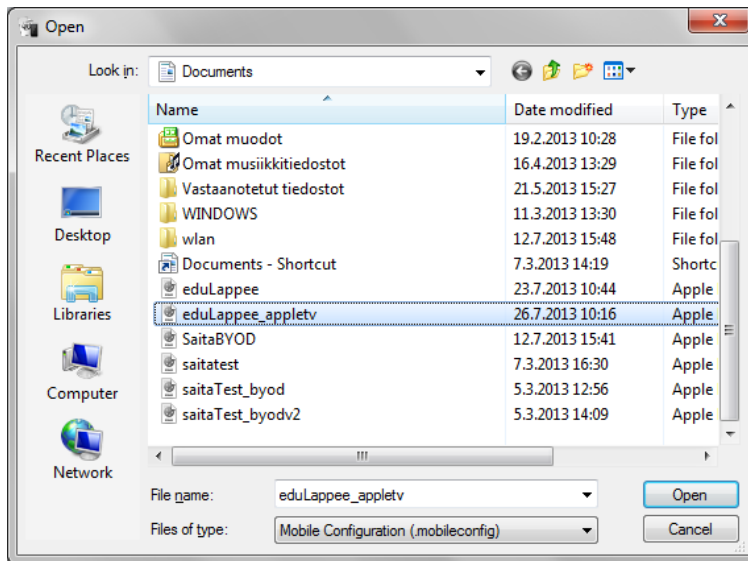 Open
Look in: Documents
Name Date modified Type
Omat muodot 19.2.2013 10:28 File fol
Omat musiikkitiedostot 16.4.2013 13:29 File fol
Vastaanotetut tiedostot 21.5.2013 15:27 File fol
WINDOWS 11.3.2013 13:30 File fol
wlan 12.7.2013 15:48 File fol
Documents - Shortcut 7.3.2013 14:19 Shortc
eduLappee 23.7.2013 10:44 Apple
eduLappee_appletv 26.7.2013 10:16 Apple
SaitaBYOD 12.7.2013 15:41 Apple
saitatest 7.3.2013 16:30 Apple
saitaTest_byod 5.3.2013 12:56 Apple
saitaTest_byodv2 5.3.2013 14:09 Apple
Recent Places
Desktop
Libraries
Computer
Network
File name: eduLappee_appletv Open
Files of type: Mobile Configuration (.mobileconfig) Cancel